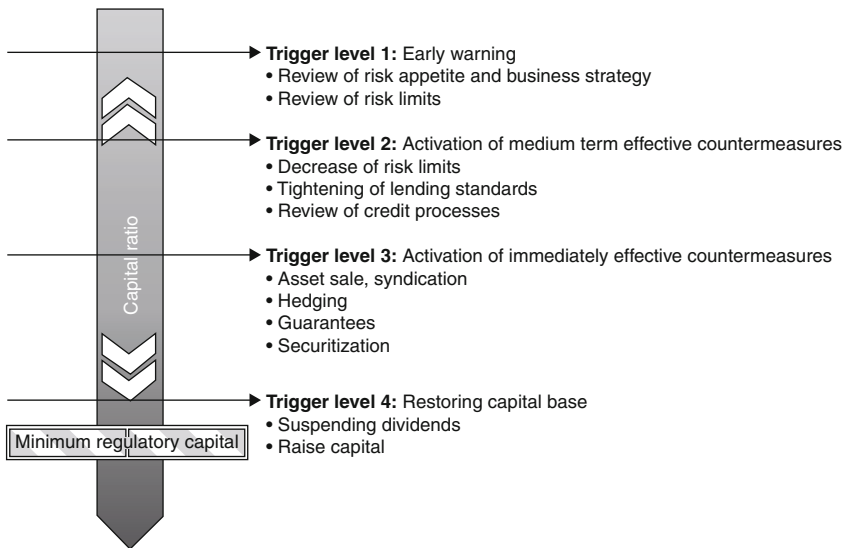 Trigger level 1: Early warning
• Review of risk appetite and business strategy
• Review of risk limits
Trigger level 2: Activation of medium term effective countermeasures
• Decrease of risk limits
• Tightening of lending standards
• Review of credit processes
Capital ratio
Trigger level 3: Activation of immediately effective countermeasures
• Asset sale, syndication
• Hedging
• Guarantees
• Securitization
Trigger level 4: Restoring capital base
• Suspending dividends
• Raise capital
Minimum regulatory capital